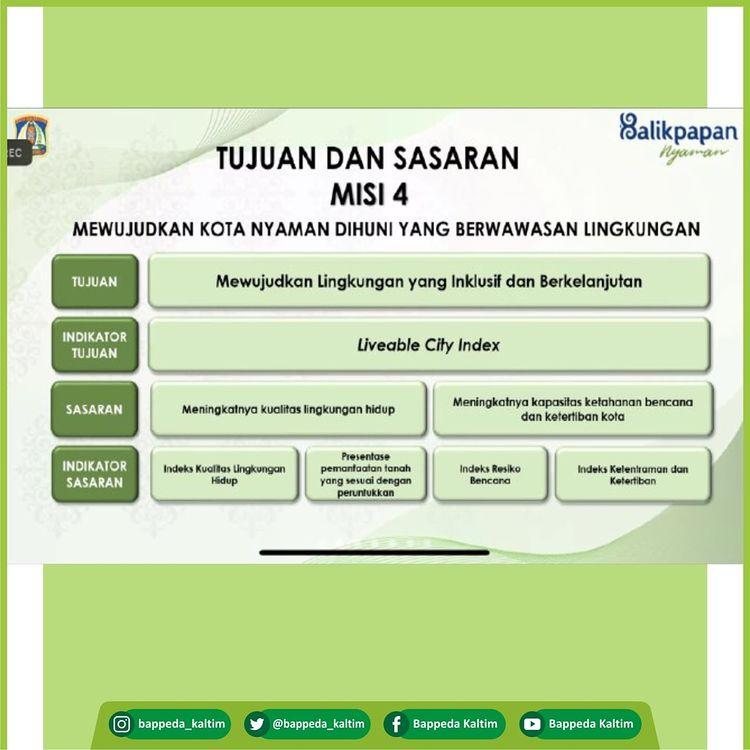 EC
Balikpapan
Nyaman
TUJUAN DAN SASARAN
MISI 4
MEWUJUDKAN KOTA NYAMAN DIHUNI YANG BERWAWASAN LINGKUNGAN
TUJUAN
Mewujudkan Lingkungan yang Inklusif dan Berkelanjutan
INDIKATOR
TUJUAN
Liveable City Index
SASARAN
Meningkatnya kualitas lingkungan hidup
Meningkatnya kapasitas ketahanan bencana
dan ketertiban kota
INDIKATOR
SASARAN
Indeks Kualitas Lingkungan
Hidup
Presentase
pemanfaatan tanah
yang sesuai dengan
peruntukkan
Indeks Resiko
Bencana
Indeks Ketentraman dan
Ketertiban
bappeda_kaltim
@bappeda_kaltim
Bappeda Kaltim
Bappeda Kaltim